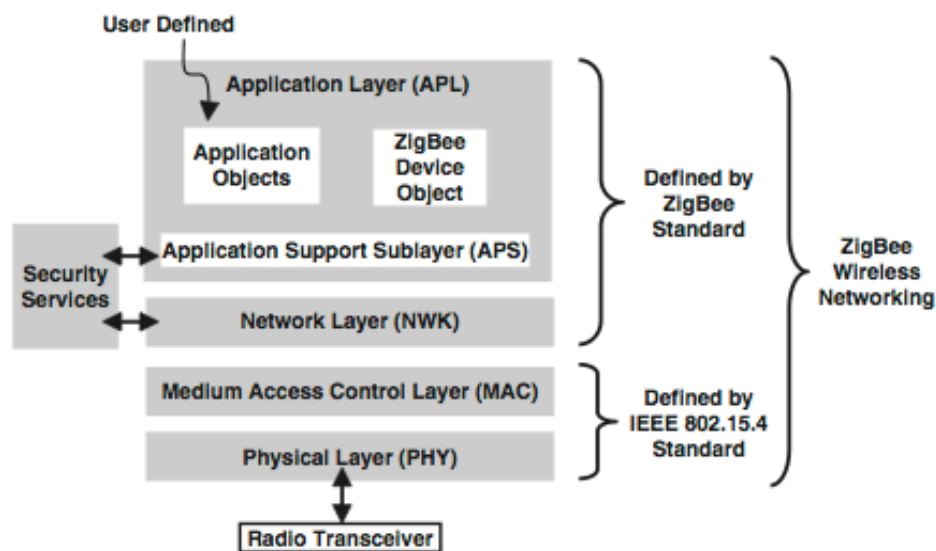 User Defined
Application Layer (APL)
Application
Objects
ZigBee
Device
Object
Application Support Sublayer (APS)
Security
Services
Network Layer (NWK)
Medium Access Control Layer (MAC)
Physical Layer (PHY)
Radio Transceiver
Defined by
ZigBee
Standard
Defined by
IEEE 802.15.4
Standard
ZigBee
Wireless
Networking